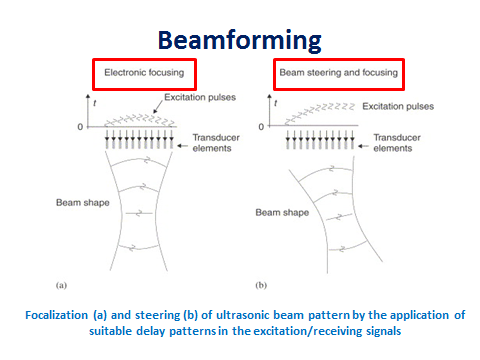 Beamforming
Electronic focusing
t
Excitation pulses
0
Transducer
elements
Beam shape
(a)
Beam steering and focusing
t
Excitation pulses
0
Transducer
elements
Beam shape
(b)
Focalization (a) and steering (b) of ultrasonic beam pattern by the application of
suitable delay patterns in the excitation/receiving signals